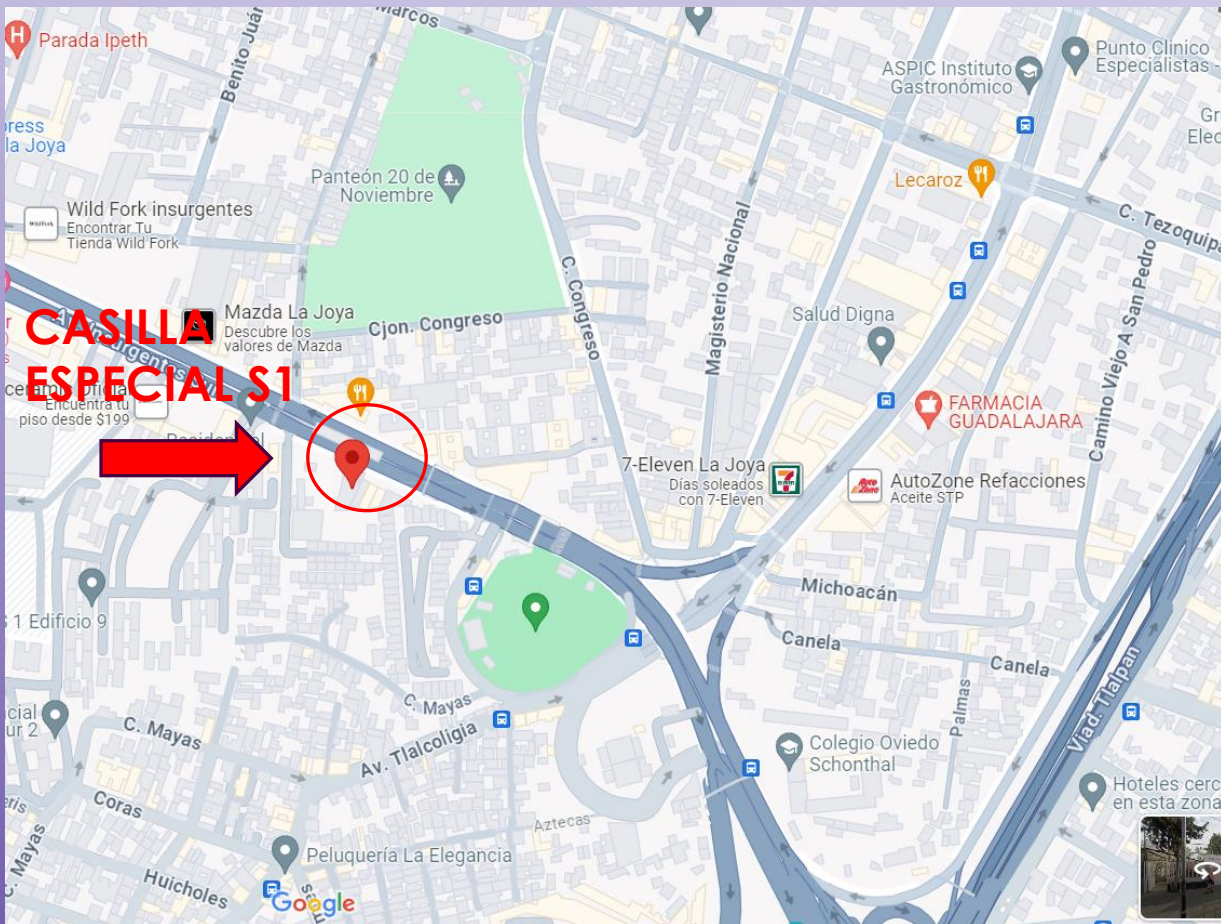 Marcos
Parada Ipeth
Benito Juár
ASPIC Instituto
Gastronómico
Punto Clinico
Especialistas -
press
la Joya
Gr
Elec
Panteón 20 de
Noviembre
Lecaroz
Wild Fork insurgentes
Encontrar Tu
Tienda Wild Fork
C. Tezoquipa
Magisterio Nacional
C. Congreso
Camino Viejo A San Pedro
Mazda La Joya
Descubre los
valores de Mazda
Cjon. Congreso
Salud Digna
CASILLA
ESPECIAL S1
Encuentra tu
piso desde $199
FARMACIA
GUADALAJARA
7-Eleven La Joya
Días soleados
con 7-Eleven
AutoZone Refacciones
Aceite STP
Michoacán
1 Edificio 9
Canela
Canela
Palmas
Viad. Tlalpan
C. Mayas
C. Mayas
Av. Tlalcoligia
Colegio Oviedo
Schonthal
Hoteles cerc
en esta zona
Coras
Aztecas
C. Mayas
Peluquería La Elegancia
Huicholes
Google